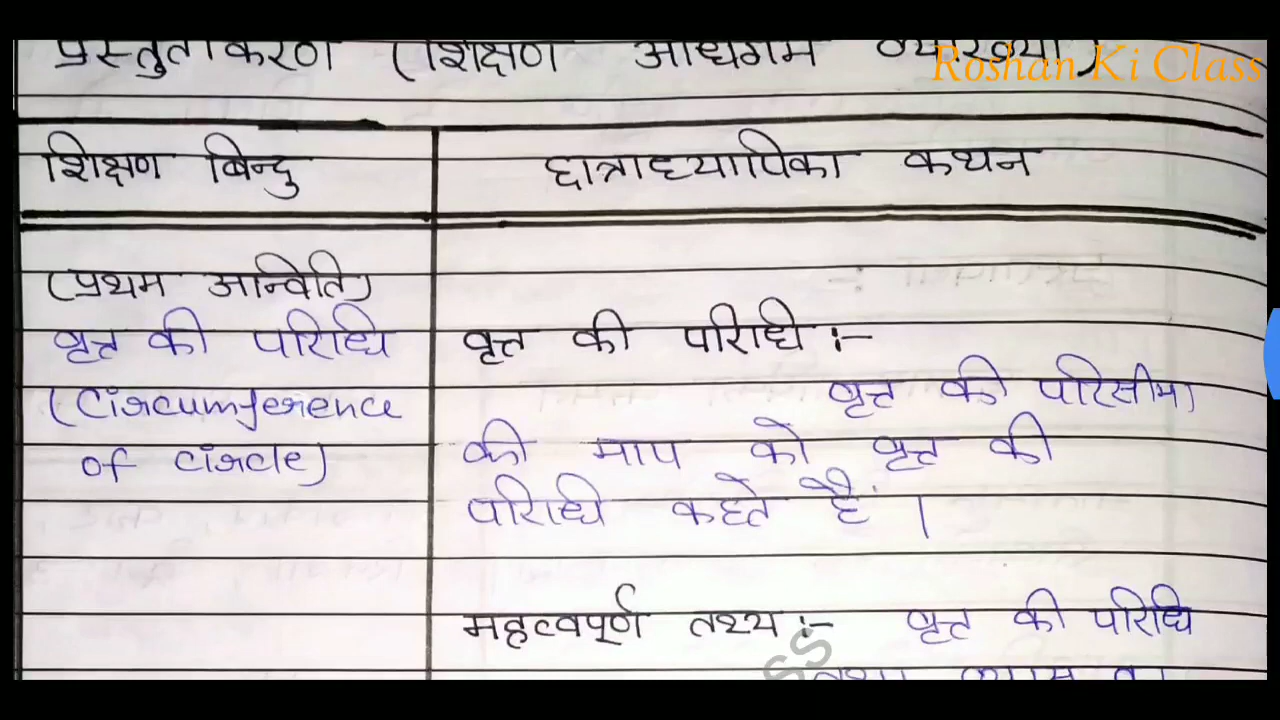 प्रस्तुतीकरण (शिक्षण अधिगम व्याख्या)
Roshan Ki Class
शिक्षण बिन्दु
छात्राध्यापिका कथन
(प्रथम अन्विति)
वृत्त की परिधि
(Circumference
of circle)
वृत्त की परिधि :-
वृत्त की परिसीमा
की माप को वृत्त की
परिधि कहते हैं ।
महत्वपूर्ण तथ्य :- वृत्त की परिधि